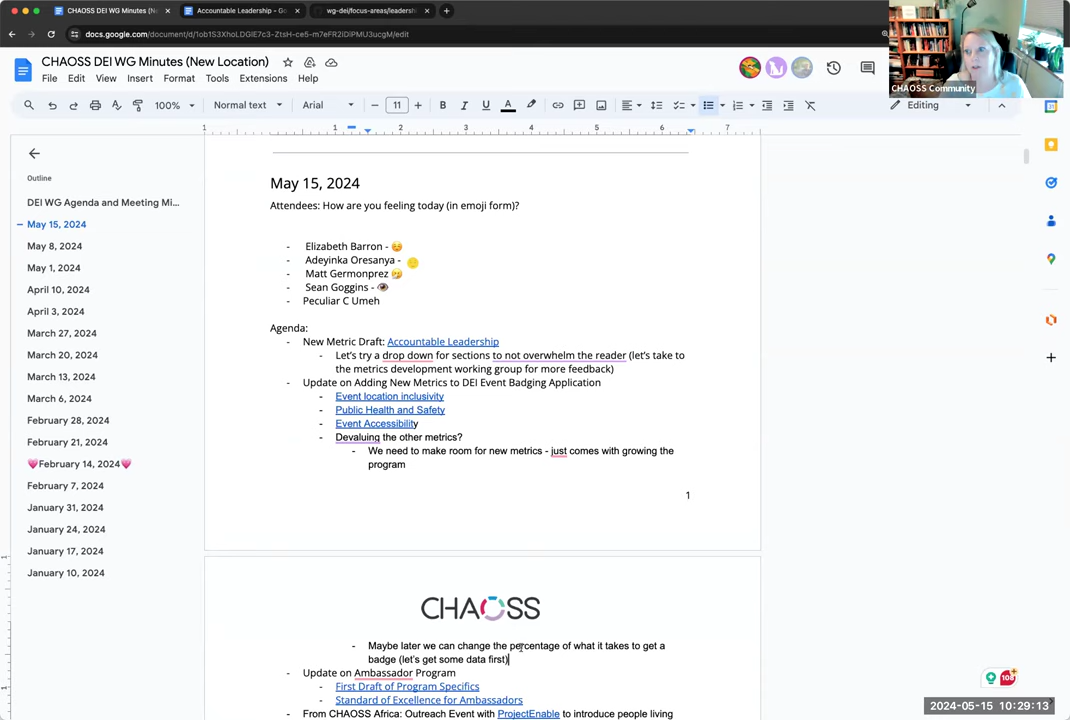 CHAOSS DEI WG Minutes (N
Accountable Leadership - Go
wg-dei/focus-areas/leadershi
docs.google.com/document/d/
CHAOSS DEI WG Minutes (New Location)
File Edit View Insert Format Tools Extensions Help
CHAOSS Community
100% Normal text Arial 11 Editing
1 1 2 3 4 5 6 7
Outline
DEI WG Agenda and Meeting Mi...
May 15, 2024
May 8, 2024
May 1, 2024
April 10, 2024
April 3, 2024
March 27, 2024
March 20, 2024
March 13, 2024
March 6, 2024
February 28, 2024
February 21, 2024
💗February 14, 2024💗
February 7, 2024
January 31, 2024
January 24, 2024
January 17, 2024
January 10, 2024
May 15, 2024
Attendees: How are you feeling today (in emoji form)?
- Elizabeth Barron -
- Adeyinka Oresanya -
- Matt Germonprez
- Sean Goggins -
- Peculiar C Umeh
Agenda:
- New Metric Draft: Accountable Leadership
- Let's try a drop down for sections to not overwhelm the reader (let's take to
the metrics development working group for more feedback)
- Update on Adding New Metrics to DEI Event Badging Application
- Event location inclusivity
- Public Health and Safety
- Event Accessibility
- Devaluing the other metrics?
- We need to make room for new metrics - just comes with growing the
program
1
CHAOSS
- Maybe later we can change the percentage of what it takes to get a
badge (let's get some data first)
- Update on Ambassador Program
- First Draft of Program Specifics
- Standard of Excellence for Ambassadors
- From CHAOSS Africa: Outreach Event with ProjectEnable to introduce people living
108
2024-05-15 10:29:13